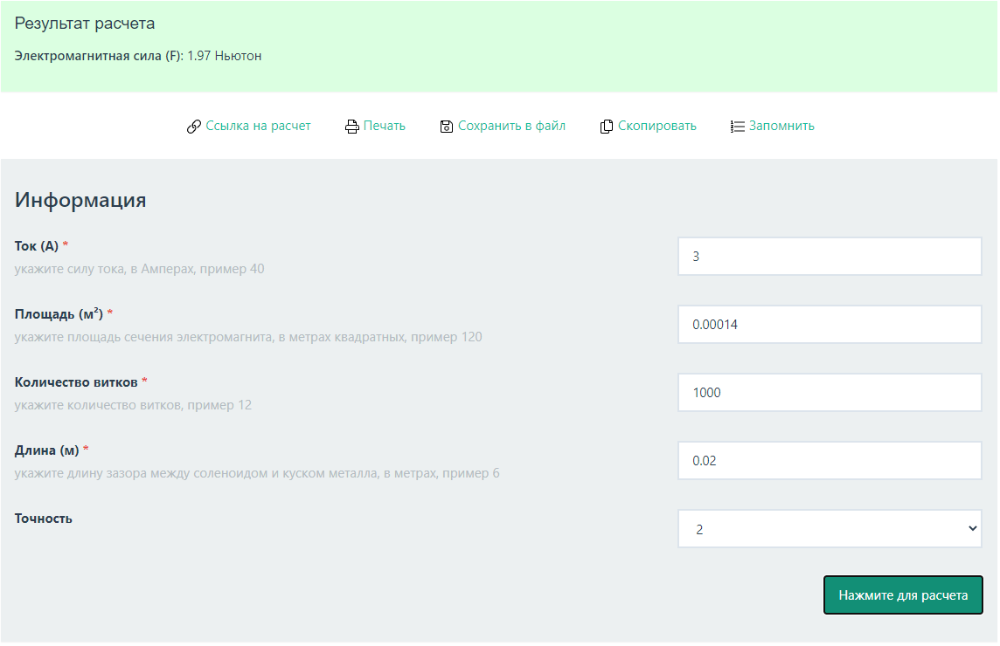 Результат расчета
Электромагнитная сила (F): 1.97 Ньютон
Ссылка на расчет Печать Сохранить в файл Скопировать Запомнить
Информация
Ток (А) *
укажите силу тока, в Амперах, пример 40
3
Площадь (м²) *
укажите площадь сечения электромагнита, в метрах квадратных, пример 120
0.00014
Количество витков *
укажите количество витков, пример 12
1000
Длина (м) *
укажите длину зазора между соленоидом и куском металла, в метрах, пример 6
0.02
Точность
2
Нажмите для расчета